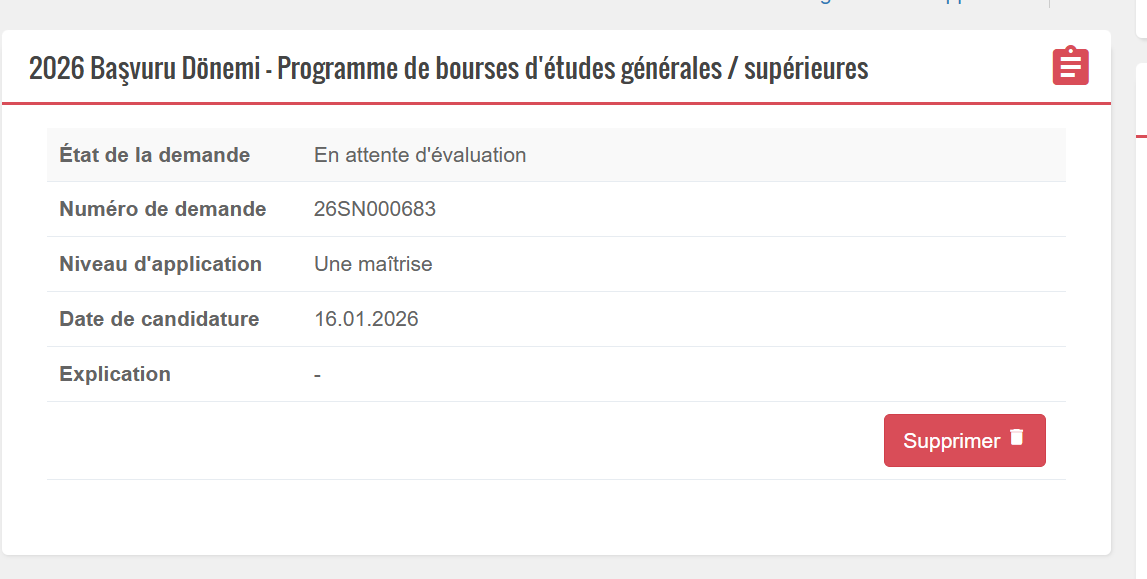 2026 Başvuru Dönemi - Programme de bourses d'études générales / supérieures
État de la demande En attente d'évaluation
Numéro de demande 26SN000683
Niveau d'application Une maîtrise
Date de candidature 16.01.2026
Explication -
Supprimer